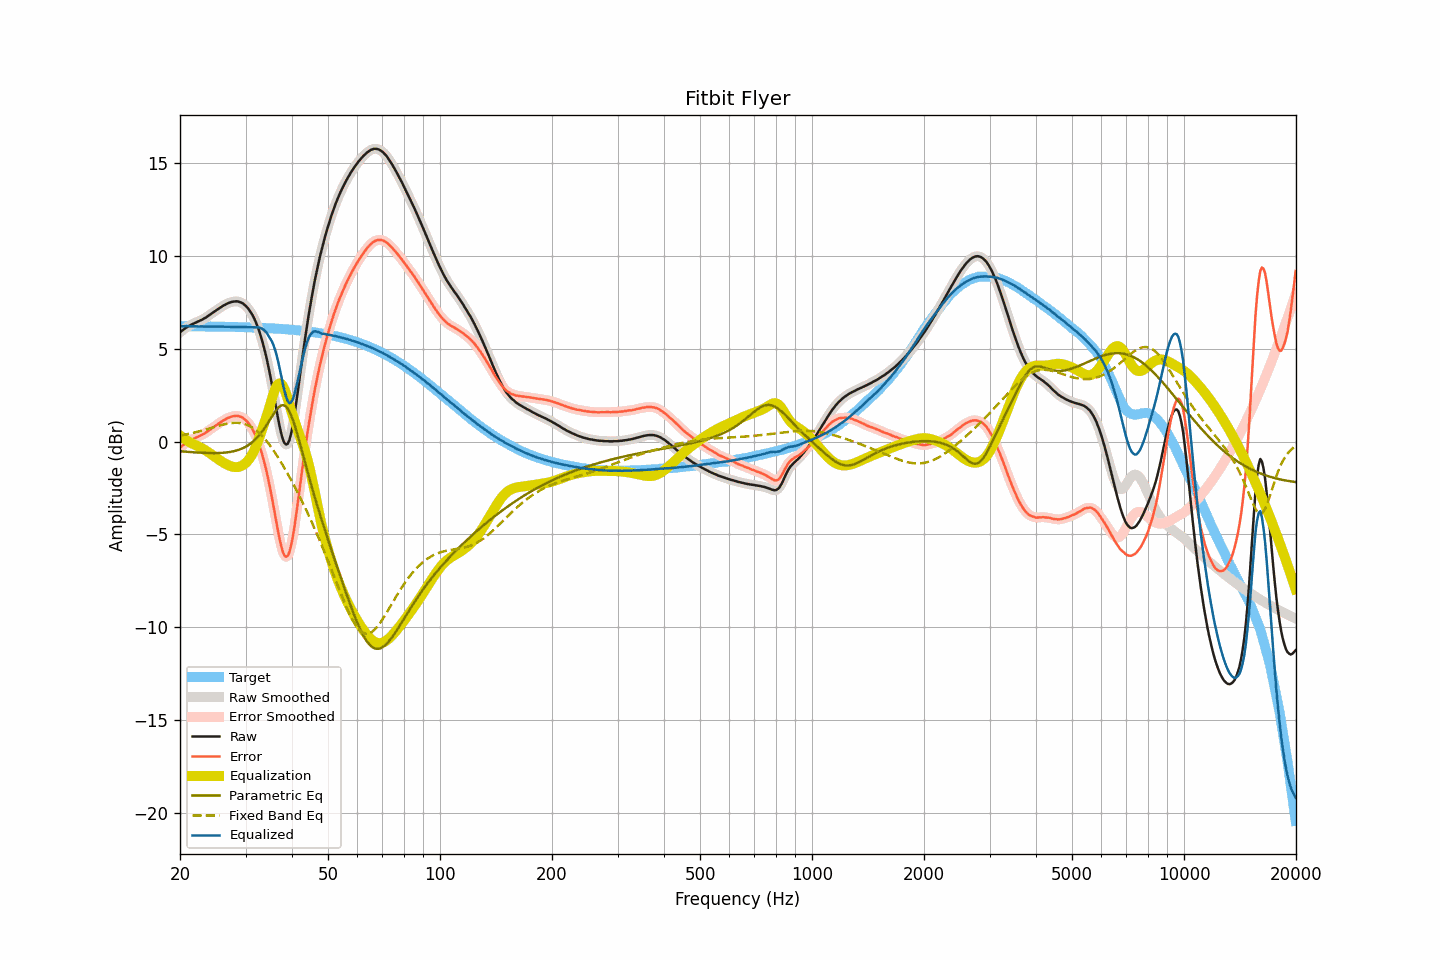 Fitbit Flyer
Amplitude (dBr)
15
10
5
0
−5
−10
−15
−20
Target
Raw Smoothed
Error Smoothed
Raw
Error
Equalization
Parametric Eq
Fixed Band Eq
Equalized
20 50 100 200 500 1000 2000 5000 10000 20000
Frequency (Hz)